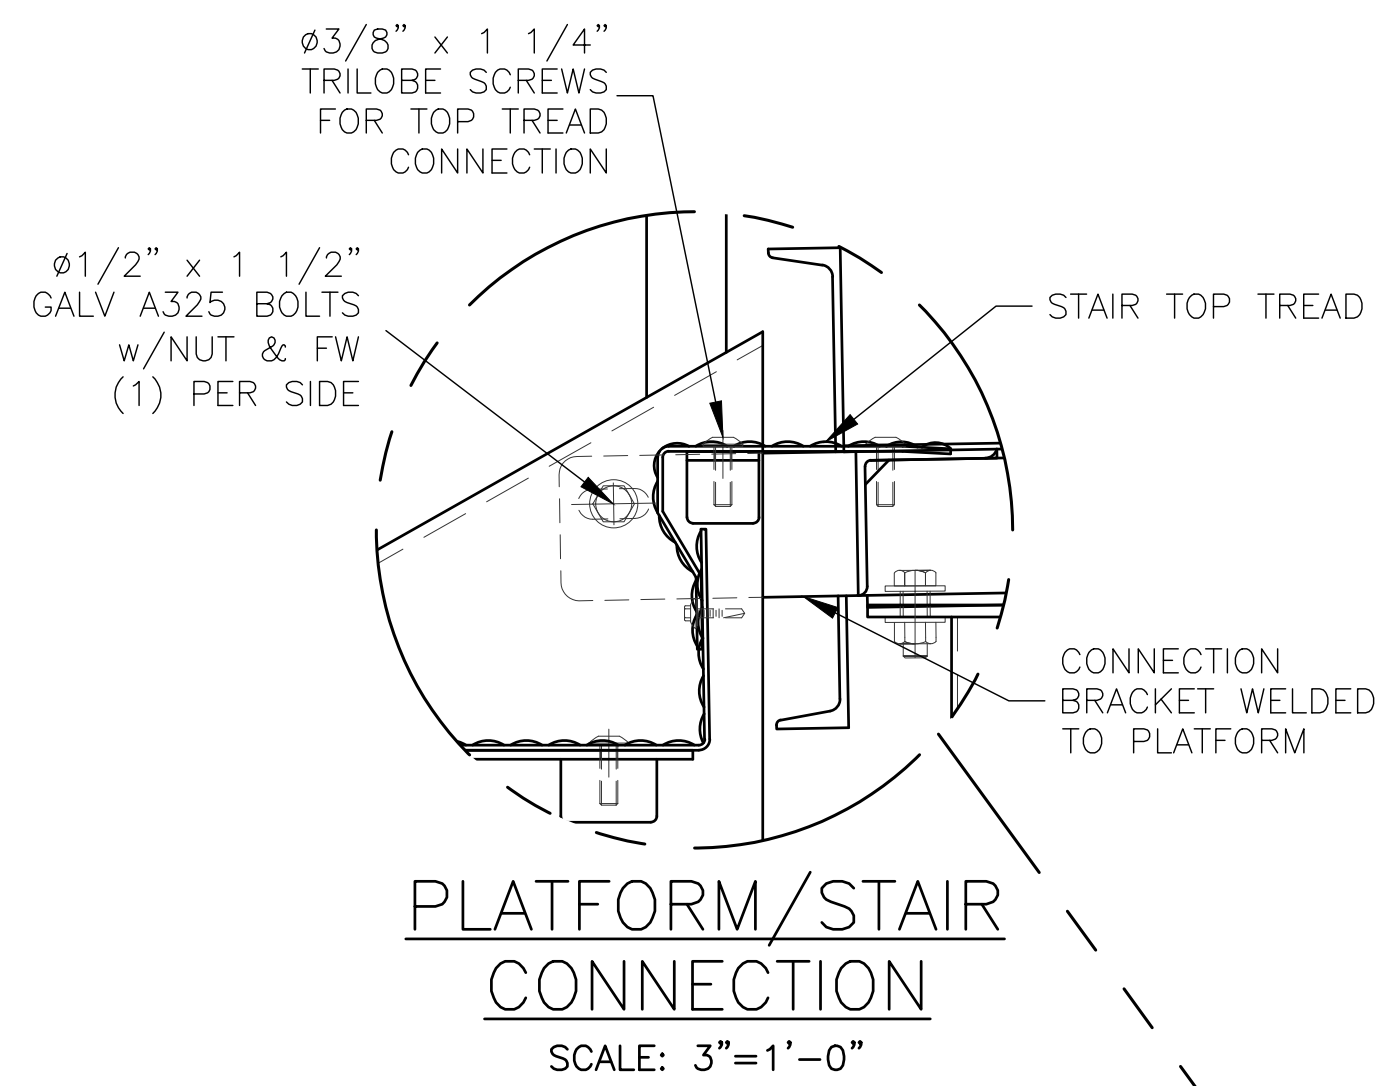 ø3/8" x 1 1/4"
TRILOBE SCREWS
FOR TOP TREAD
CONNECTION
ø1/2" x 1 1/2"
GALV A325 BOLTS
w/NUT & FW
(1) PER SIDE
STAIR TOP TREAD
CONNECTION
BRACKET WELDED
TO PLATFORM
PLATFORM/STAIR
CONNECTION
SCALE: 3"=1'-0"